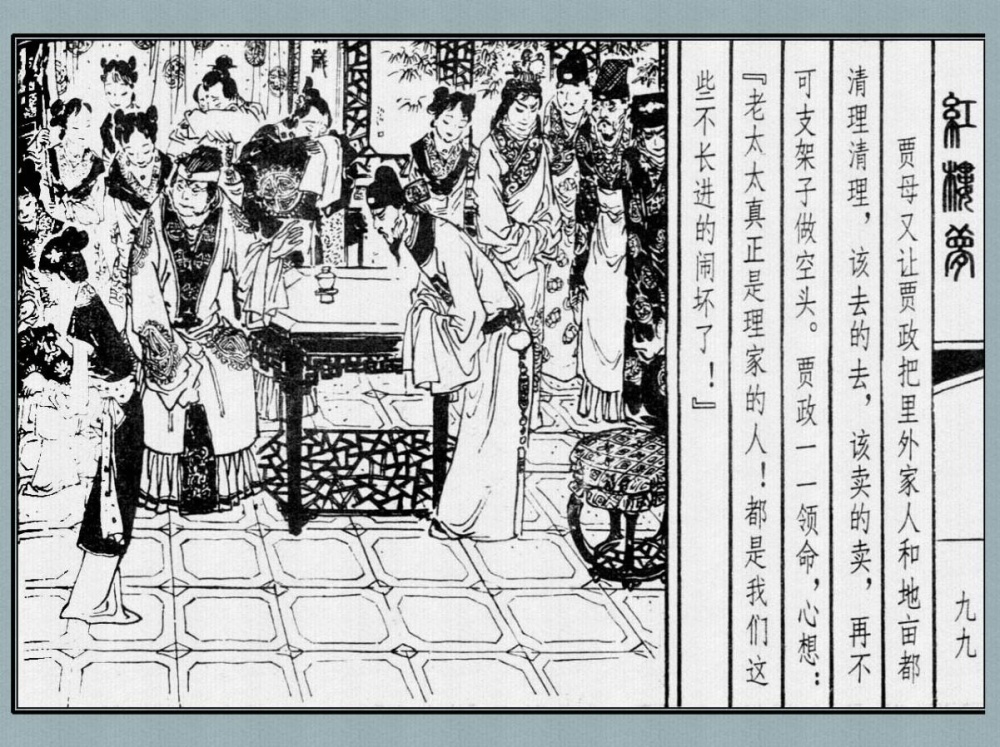 红楼梦
九九
贾母又让贾政把里外家人和地亩都
清理清理，该去的去，该卖的卖，再不
可支架子做空头。贾政一一领命，心想：
『老太太真正是理家的人！都是我们这
些不长进的闹坏了！』